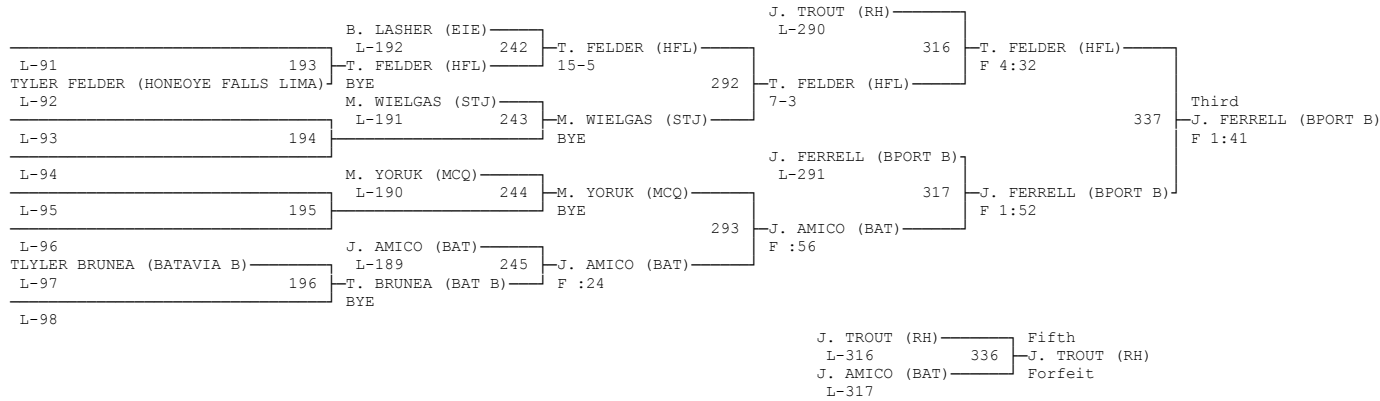 J. TROUT (RH)
B. LASHER (EIE) L-290
L-192 242 T. FELDER (HFL) 316 T. FELDER (HFL)
L-91 193 T. FELDER (HFL) 15-5 F 4:32
TYLER FELDER (HONEOYE FALLS LIMA) BYE 292 T. FELDER (HFL)
L-92 M. WIELGAS (STJ) 7-3 Third
L-191 243 M. WIELGAS (STJ) 337 J. FERRELL (BPORT B)
L-93 194 BYE F 1:41
J. FERRELL (BPORT B)
L-94 M. YORUK (MCQ) L-291
L-190 244 M. YORUK (MCQ) 317 J. FERRELL (BPORT B)
L-95 195 BYE F 1:52
293 J. AMICO (BAT)
L-96 J. AMICO (BAT) F :56
TLYLER BRUNEA (BATAVIA B) L-189 245 J. AMICO (BAT)
L-97 196 T. BRUNEA (BAT B) F :24
BYE
L-98
J. TROUT (RH) Fifth
L-316 336 J. TROUT (RH)
J. AMICO (BAT) Forfeit
L-317